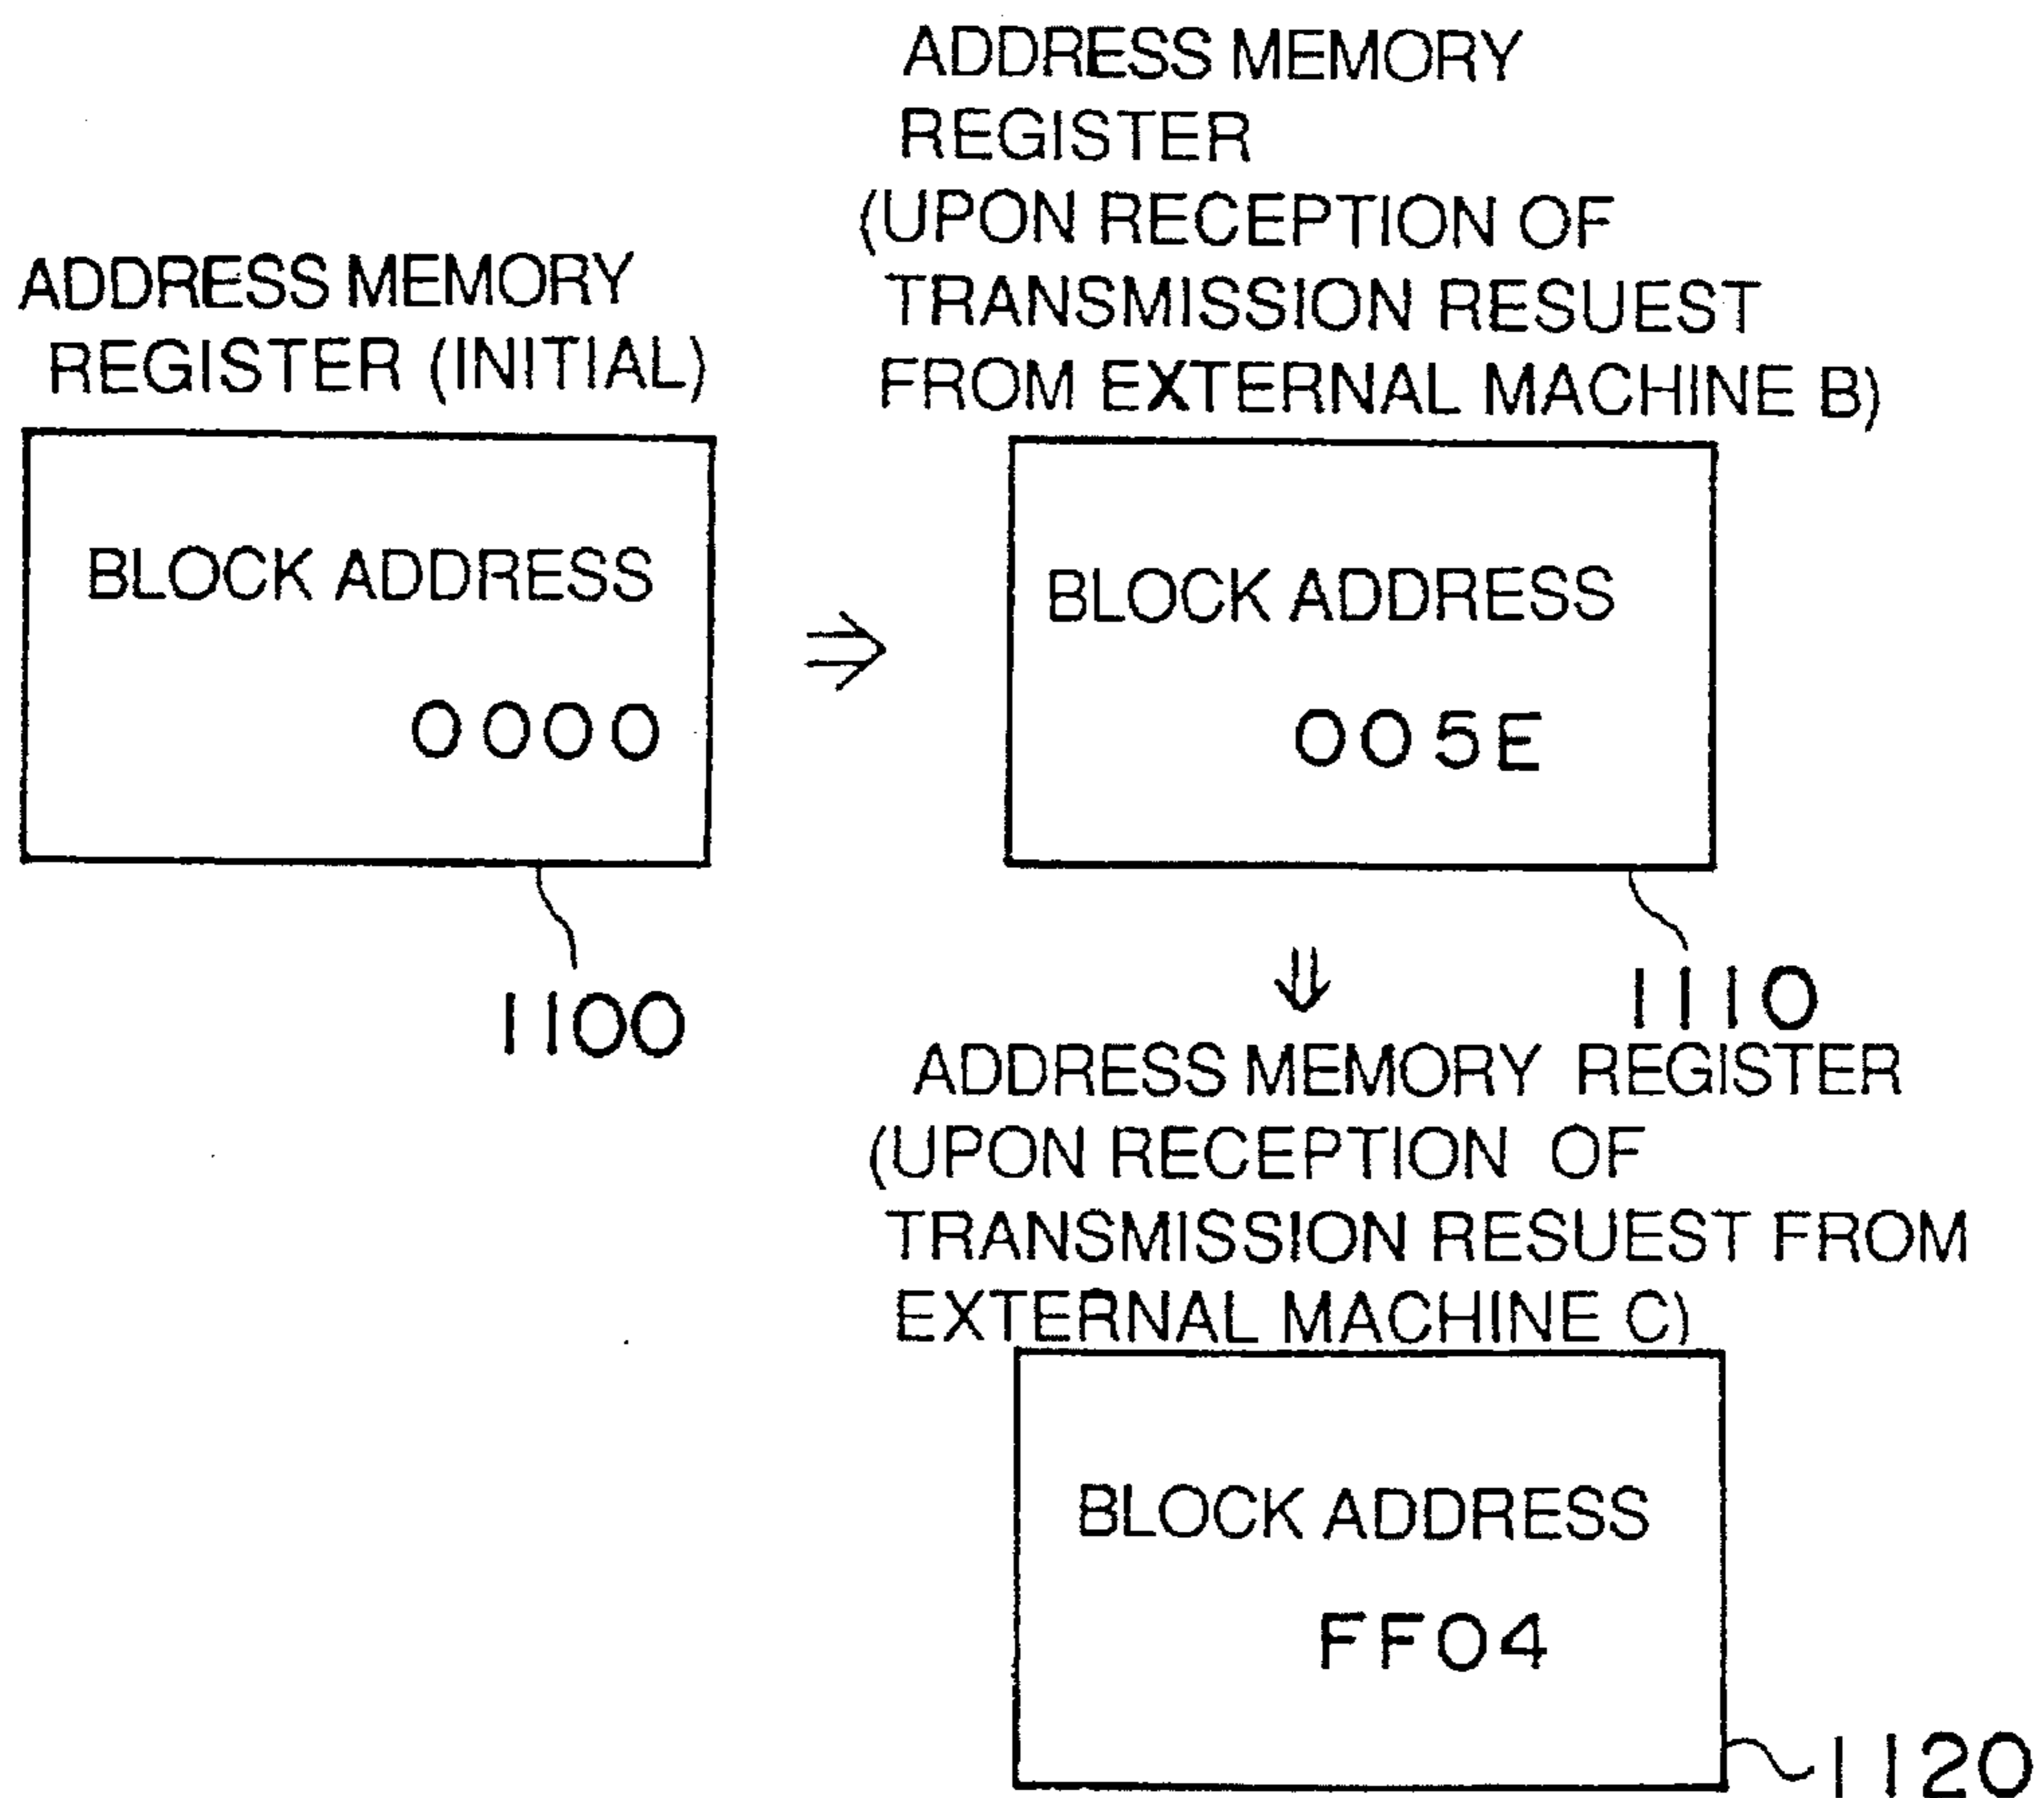 ADDRESS MEMORY
REGISTER (INITIAL)
BLOCK ADDRESS
0000
1100
ADDRESS MEMORY
REGISTER
(UPON RECEPTION OF
TRANSMISSION RESUEST
FROM EXTERNAL MACHINE B)
BLOCK ADDRESS
005E
1110
ADDRESS MEMORY REGISTER
(UPON RECEPTION OF
TRANSMISSION RESUEST FROM
EXTERNAL MACHINE C)
BLOCK ADDRESS
FF04
1120